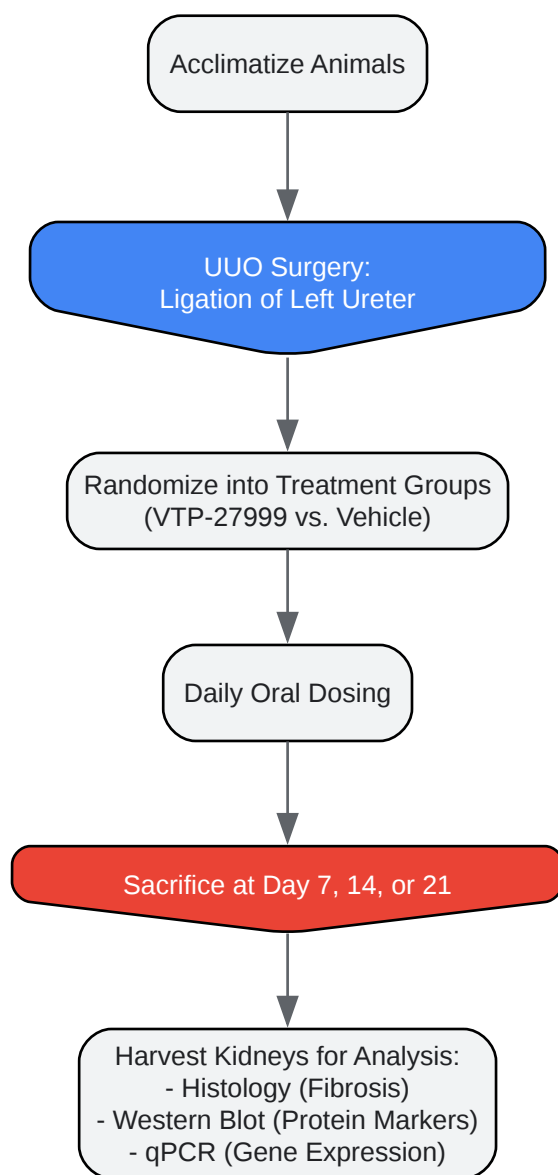 Acclimatize Animals
UUO Surgery:
Ligation of Left Ureter
Randomize into Treatment Groups
(VTP-27999 vs. Vehicle)
Daily Oral Dosing
Sacrifice at Day 7, 14, or 21
Harvest Kidneys for Analysis:
- Histology (Fibrosis)
- Western Blot (Protein Markers)
- qPCR (Gene Expression)